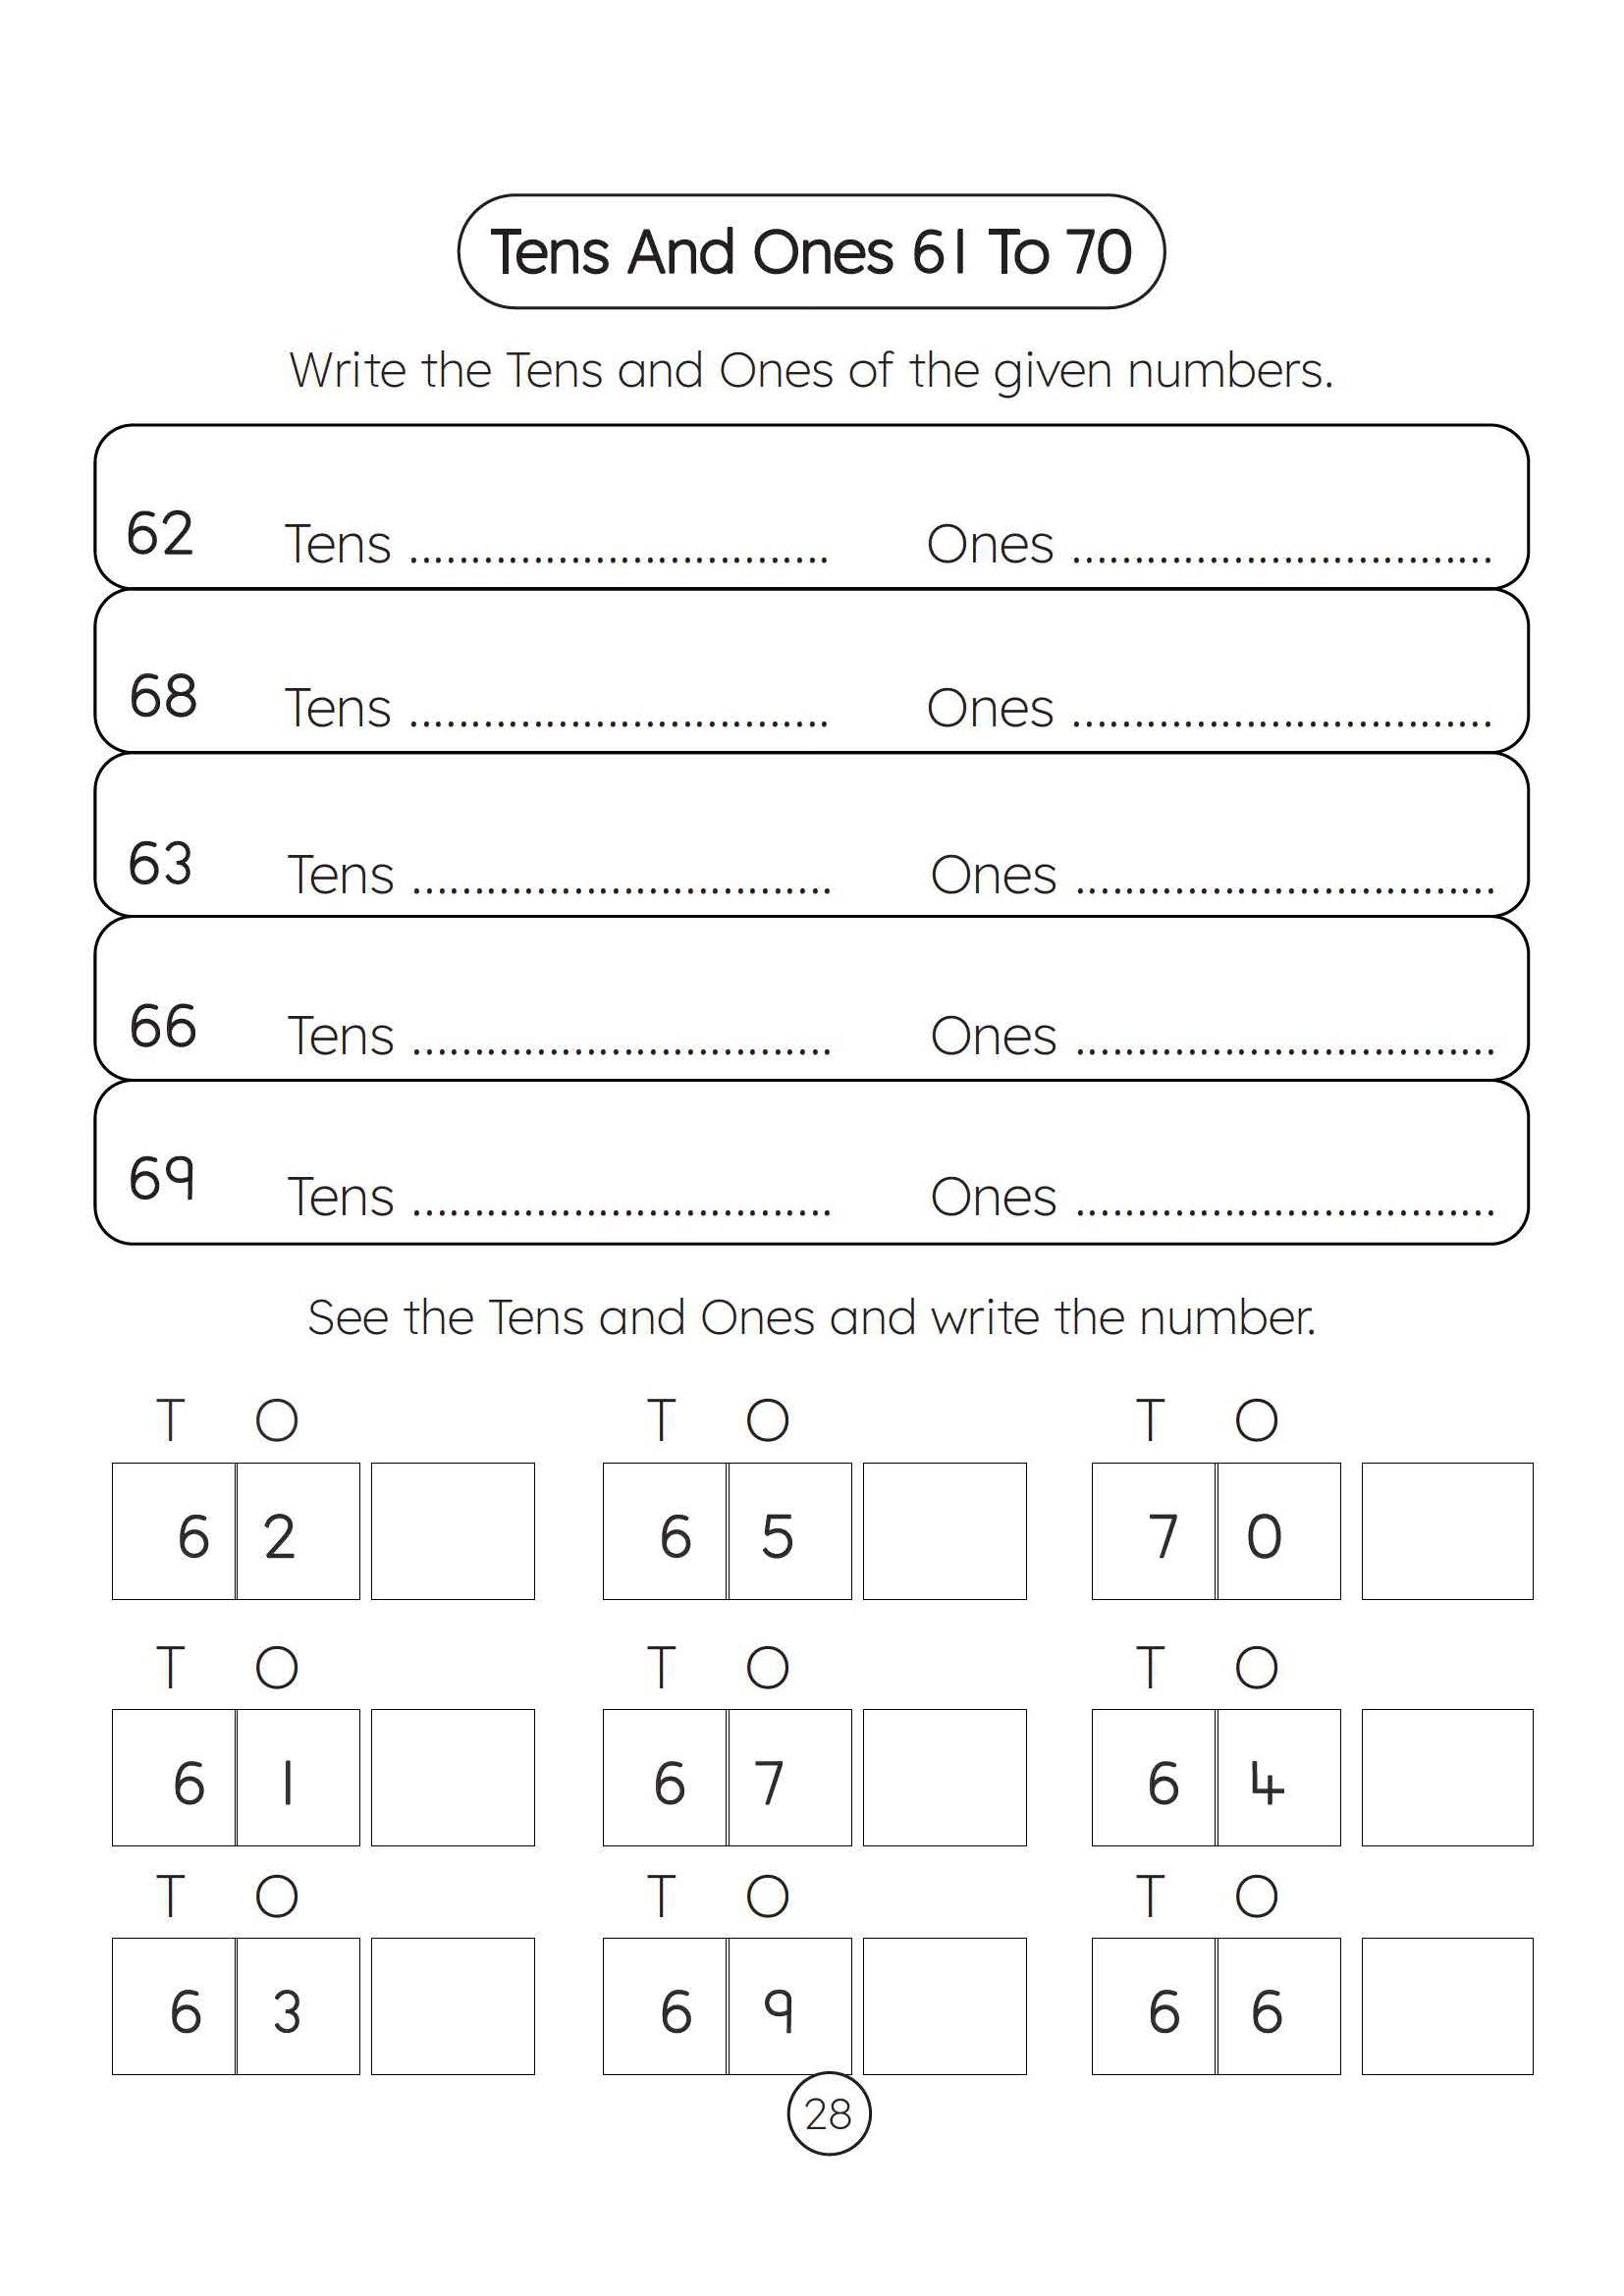 Tens And Ones 61 To 70
Write the Tens and Ones of the given numbers.
62 Tens .................................. Ones ..................................
68 Tens .................................. Ones ..................................
63 Tens .................................. Ones ..................................
66 Tens .................................. Ones ..................................
69 Tens .................................. Ones ..................................
See the Tens and Ones and write the number.
T O T O T O
6 2 6 5 7 0
T O T O T O
6 1 6 7 6 4
T O T O T O
6 3 6 9 6 6
28